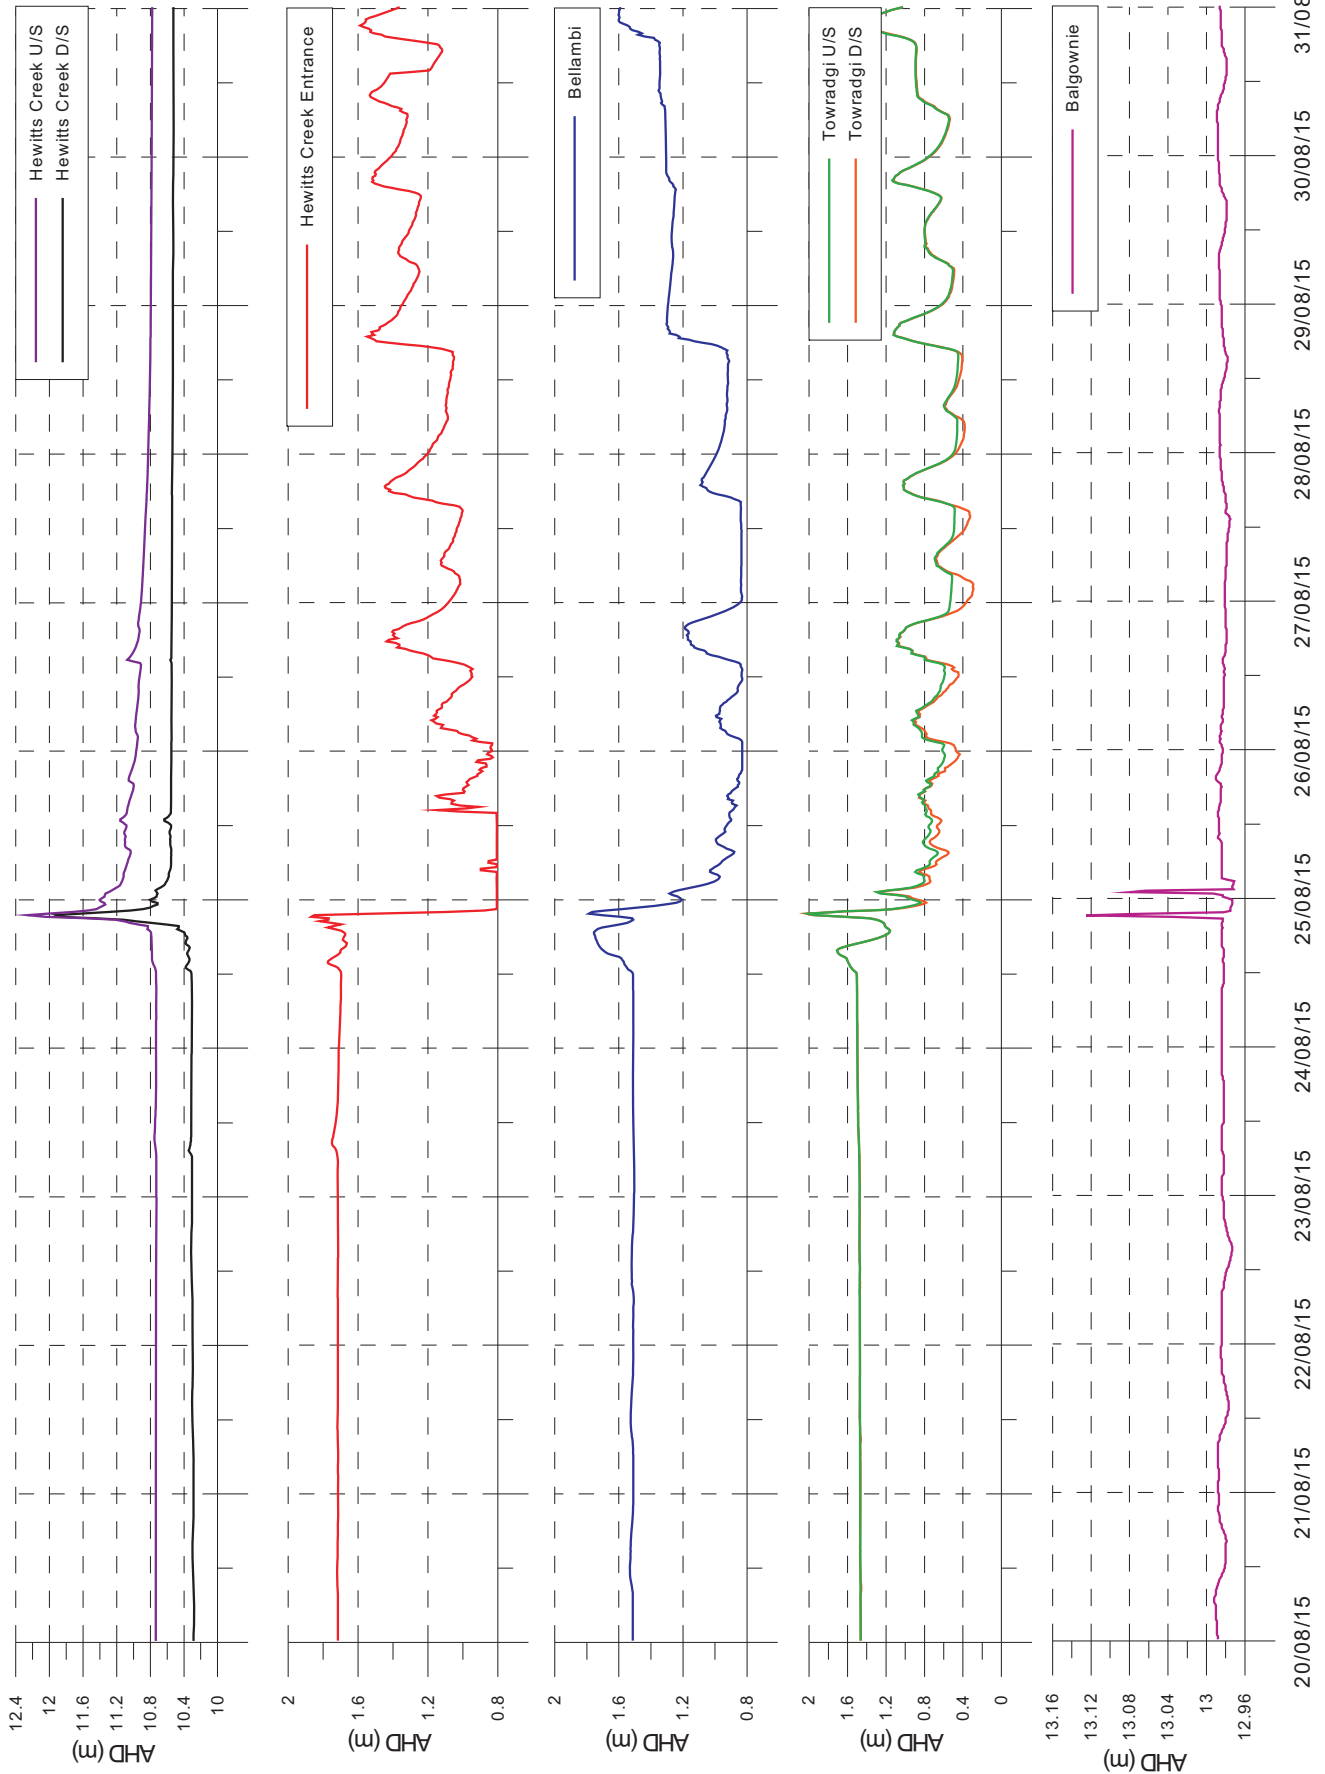 Hewitts Creek U/S
Hewitts Creek D/S
12.4
12
11.6
11.2
10.8
10.4
10
AHD (m)
Hewitts Creek Entrance
2
1.6
1.2
0.8
AHD (m)
Bellambi
2
1.6
1.2
0.8
AHD (m)
Towradgi U/S
Towradgi D/S
2
1.6
1.2
0.8
0.4
0
AHD (m)
Balgownie
13.16
13.12
13.08
13.04
13
12.96
AHD (m)
20/08/15 21/08/15 22/08/15 23/08/15 24/08/15 25/08/15 26/08/15 27/08/15 28/08/15 29/08/15 30/08/15 31/08